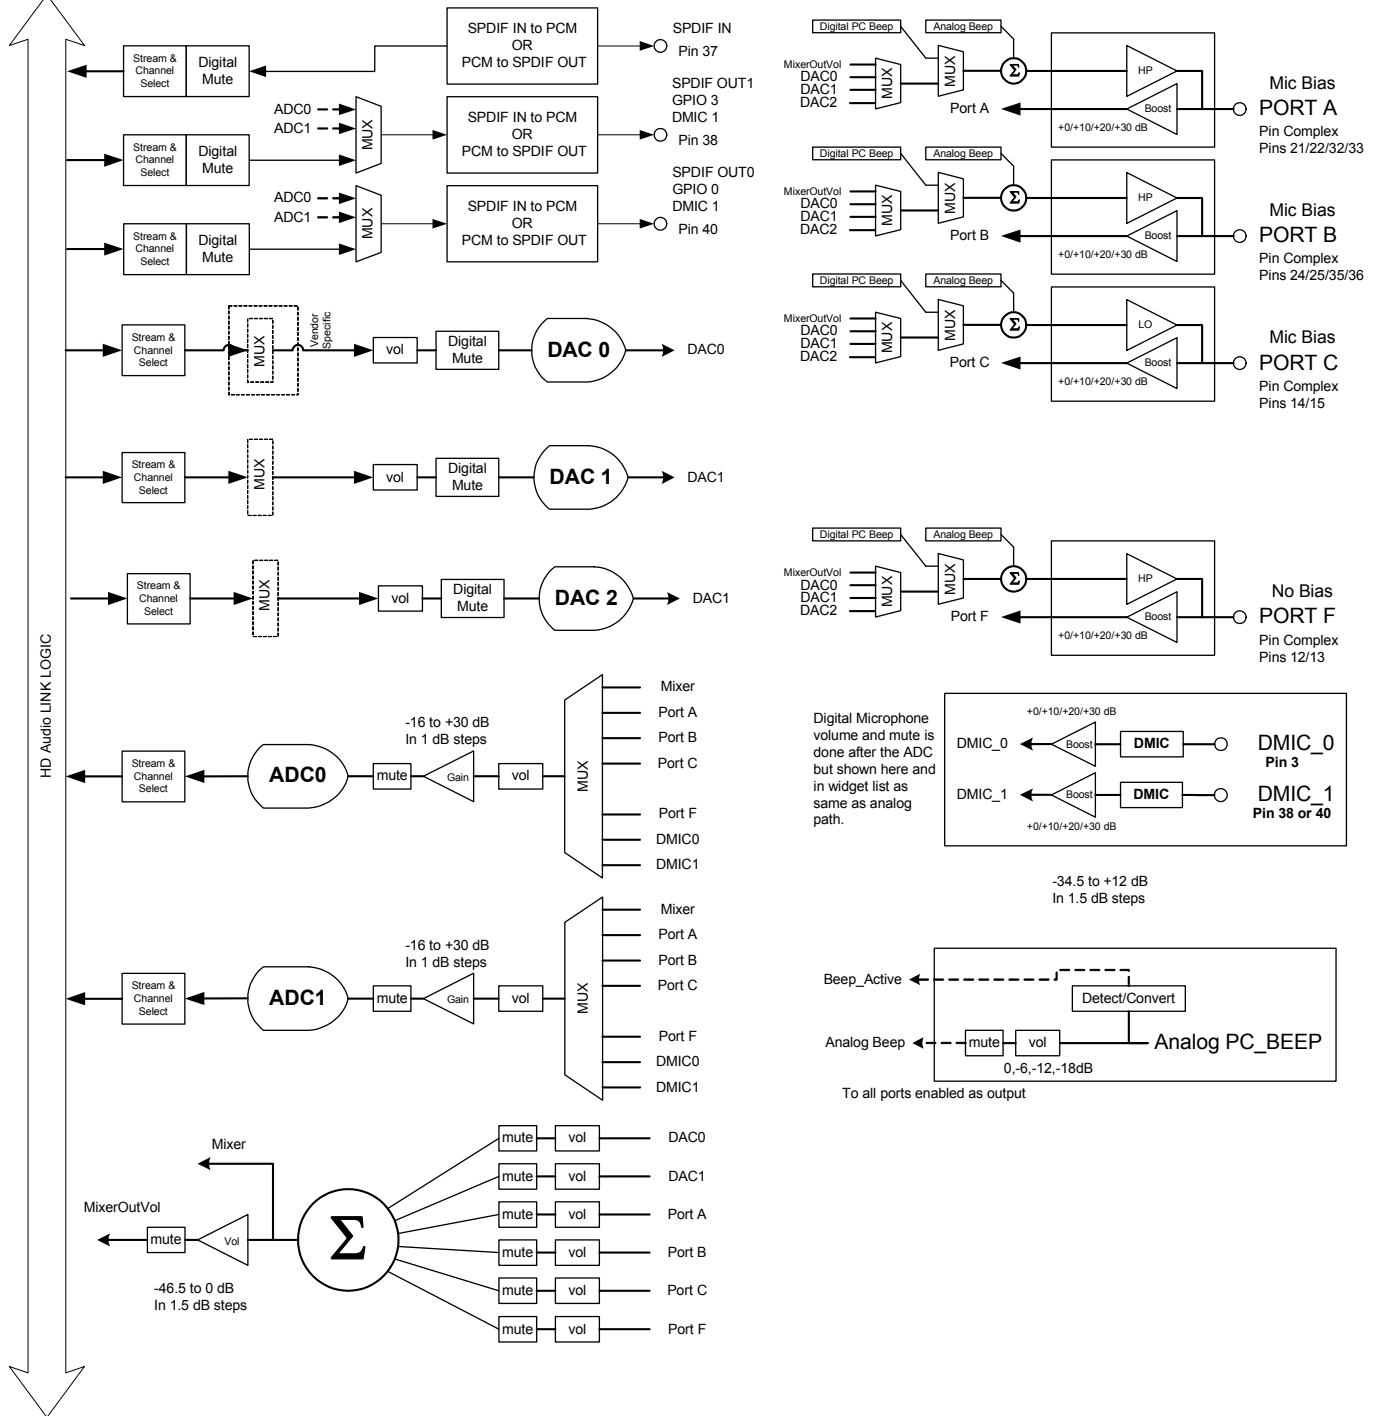 HD Audio LINK LOGIC
Stream &
Channel
Select
Digital
Mute
SPDIF IN to PCM
OR
PCM to SPDIF OUT
SPDIF IN
Pin 37
ADC0
ADC1
Stream &
Channel
Select
Digital
Mute
MUX
SPDIF IN to PCM
OR
PCM to SPDIF OUT
SPDIF OUT1
GPIO 3
DMIC 1
Pin 38
ADC0
ADC1
Stream &
Channel
Select
Digital
Mute
MUX
SPDIF IN to PCM
OR
PCM to SPDIF OUT
SPDIF OUT0
GPIO 0
DMIC 1
Pin 40
Stream &
Channel
Select
MUX
Vendor
Specific
vol
Digital
Mute
DAC 0
DAC0
Stream &
Channel
Select
MUX
vol
Digital
Mute
DAC 1
DAC1
Stream &
Channel
Select
MUX
vol
Digital
Mute
DAC 2
DAC1
Stream &
Channel
Select
ADC0
mute
Gain
-16 to +30 dB
In 1 dB steps
vol
MUX
Mixer
Port A
Port B
Port C
Port F
DMIC0
DMIC1
Stream &
Channel
Select
ADC1
mute
Gain
-16 to +30 dB
In 1 dB steps
vol
MUX
Mixer
Port A
Port B
Port C
Port F
DMIC0
DMIC1
Mixer
MixerOutVol
mute
Vol
-46.5 to 0 dB
In 1.5 dB steps
Σ
mute vol DAC0
mute vol DAC1
mute vol Port A
mute vol Port B
mute vol Port C
mute vol Port F
Digital PC Beep
Analog Beep
MixerOutVol
DAC0
DAC1
DAC2
MUX
MUX
Σ
HP
Port A
Boost
+0/+10/+20/+30 dB
Mic Bias
PORT A
Pin Complex
Pins 21/22/32/33
Digital PC Beep
Analog Beep
MixerOutVol
DAC0
DAC1
DAC2
MUX
MUX
Σ
HP
Port B
Boost
+0/+10/+20/+30 dB
Mic Bias
PORT B
Pin Complex
Pins 24/25/35/36
Digital PC Beep
Analog Beep
MixerOutVol
DAC0
DAC1
DAC2
MUX
MUX
Σ
LO
Port C
Boost
+0/+10/+20/+30 dB
Mic Bias
PORT C
Pin Complex
Pins 14/15
Digital PC Beep
Analog Beep
MixerOutVol
DAC0
DAC1
DAC2
MUX
MUX
Σ
HP
Port F
Boost
+0/+10/+20/+30 dB
No Bias
PORT F
Pin Complex
Pins 12/13
Digital Microphone
volume and mute is
done after the ADC
but shown here and
in widget list as
same as analog
path.
+0/+10/+20/+30 dB
DMIC_0
Boost
DMIC
DMIC_0
Pin 3
DMIC_1
Boost
DMIC
DMIC_1
Pin 38 or 40
+0/+10/+20/+30 dB
-34.5 to +12 dB
In 1.5 dB steps
Beep_Active
Detect/Convert
Analog Beep
mute
vol
Analog PC_BEEP
0,-6,-12,-18dB
To all ports enabled as output